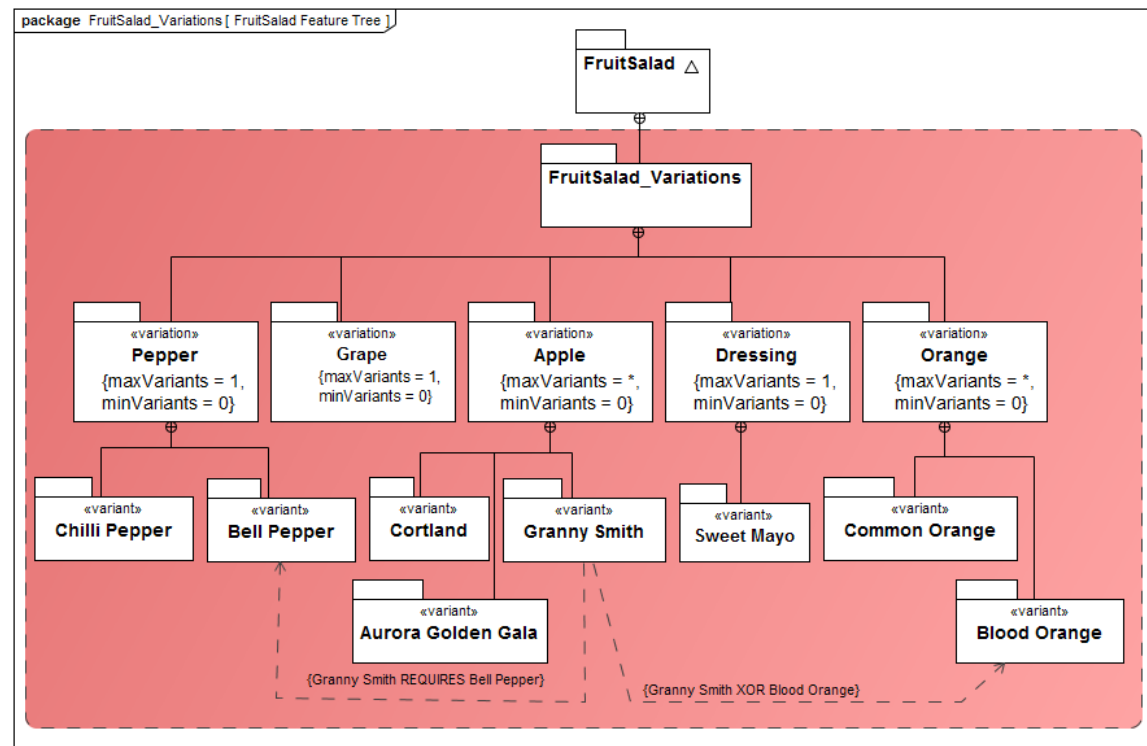 package FruitSalad_Variations [ FruitSalad Feature Tree ]
FruitSalad
FruitSalad_Variations
«variation»
Pepper
{maxVariants = 1,
minVariants = 0}
«variation»
Grape
{maxVariants = 1,
minVariants = 0}
«variation»
Apple
{maxVariants = *,
minVariants = 0}
«variation»
Dressing
{maxVariants = 1,
minVariants = 0}
«variation»
Orange
{maxVariants = *,
minVariants = 0}
«variant»
Chilli Pepper
«variant»
Bell Pepper
«variant»
Cortland
«variant»
Granny Smith
«variant»
Sweet Mayo
«variant»
Common Orange
«variant»
Aurora Golden Gala
«variant»
Blood Orange
{Granny Smith REQUIRES Bell Pepper}
{Granny Smith XOR Blood Orange}